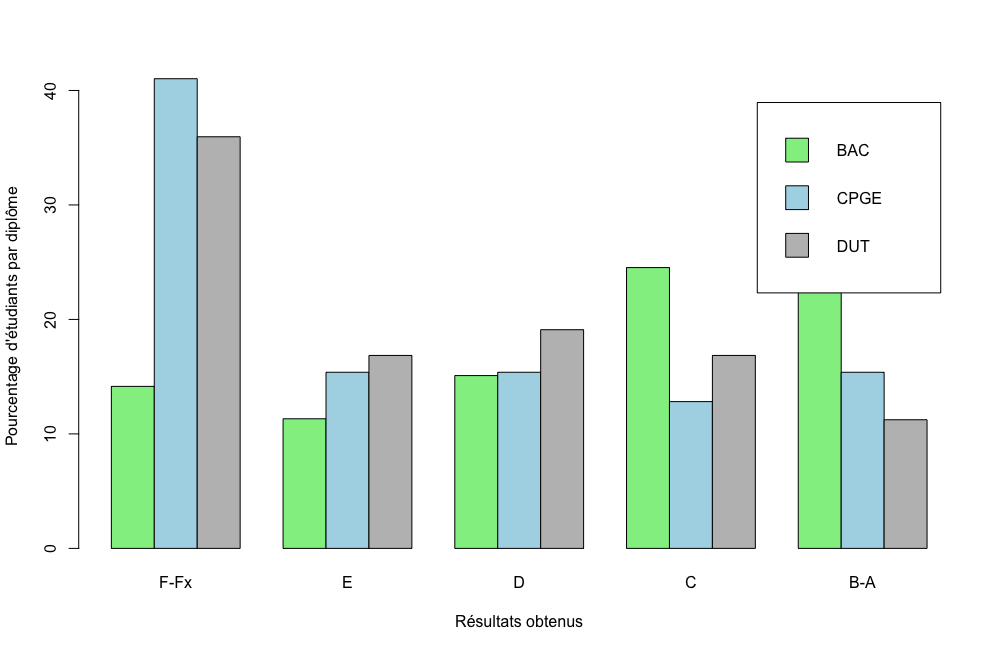 40
30
20
10
0
Pourcentage d'étudiants par diplôme
BAC
CPGE
DUT
F-Fx E D C B-A
Résultats obtenus